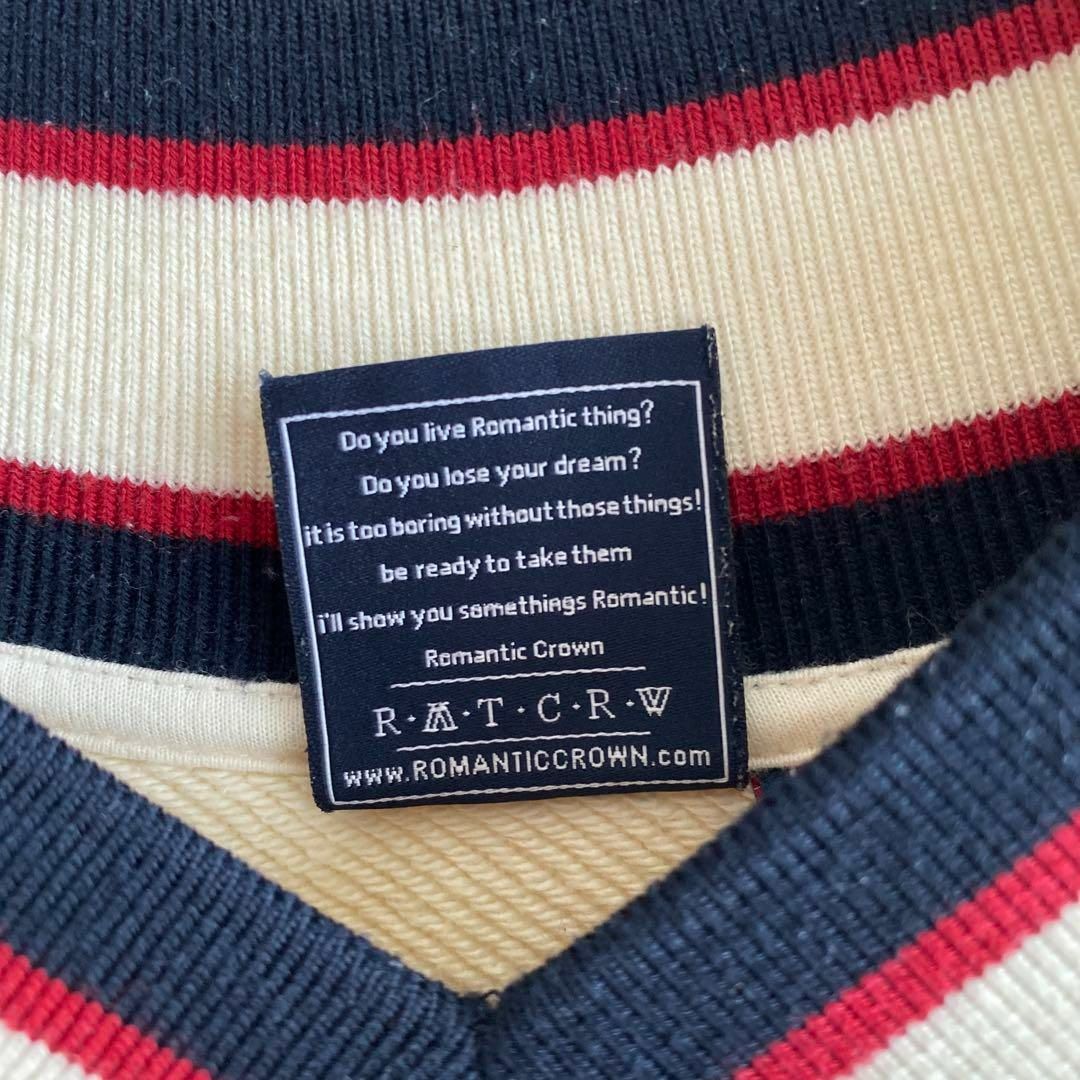 Do you live Romantic thing?
Do you lose your dream?
it is too boring without those things!
be ready to take them
i'll show you somethings Romantic!
Romantic Crown
R·A·T·C·R·W
www.ROMANTICCROWN.com